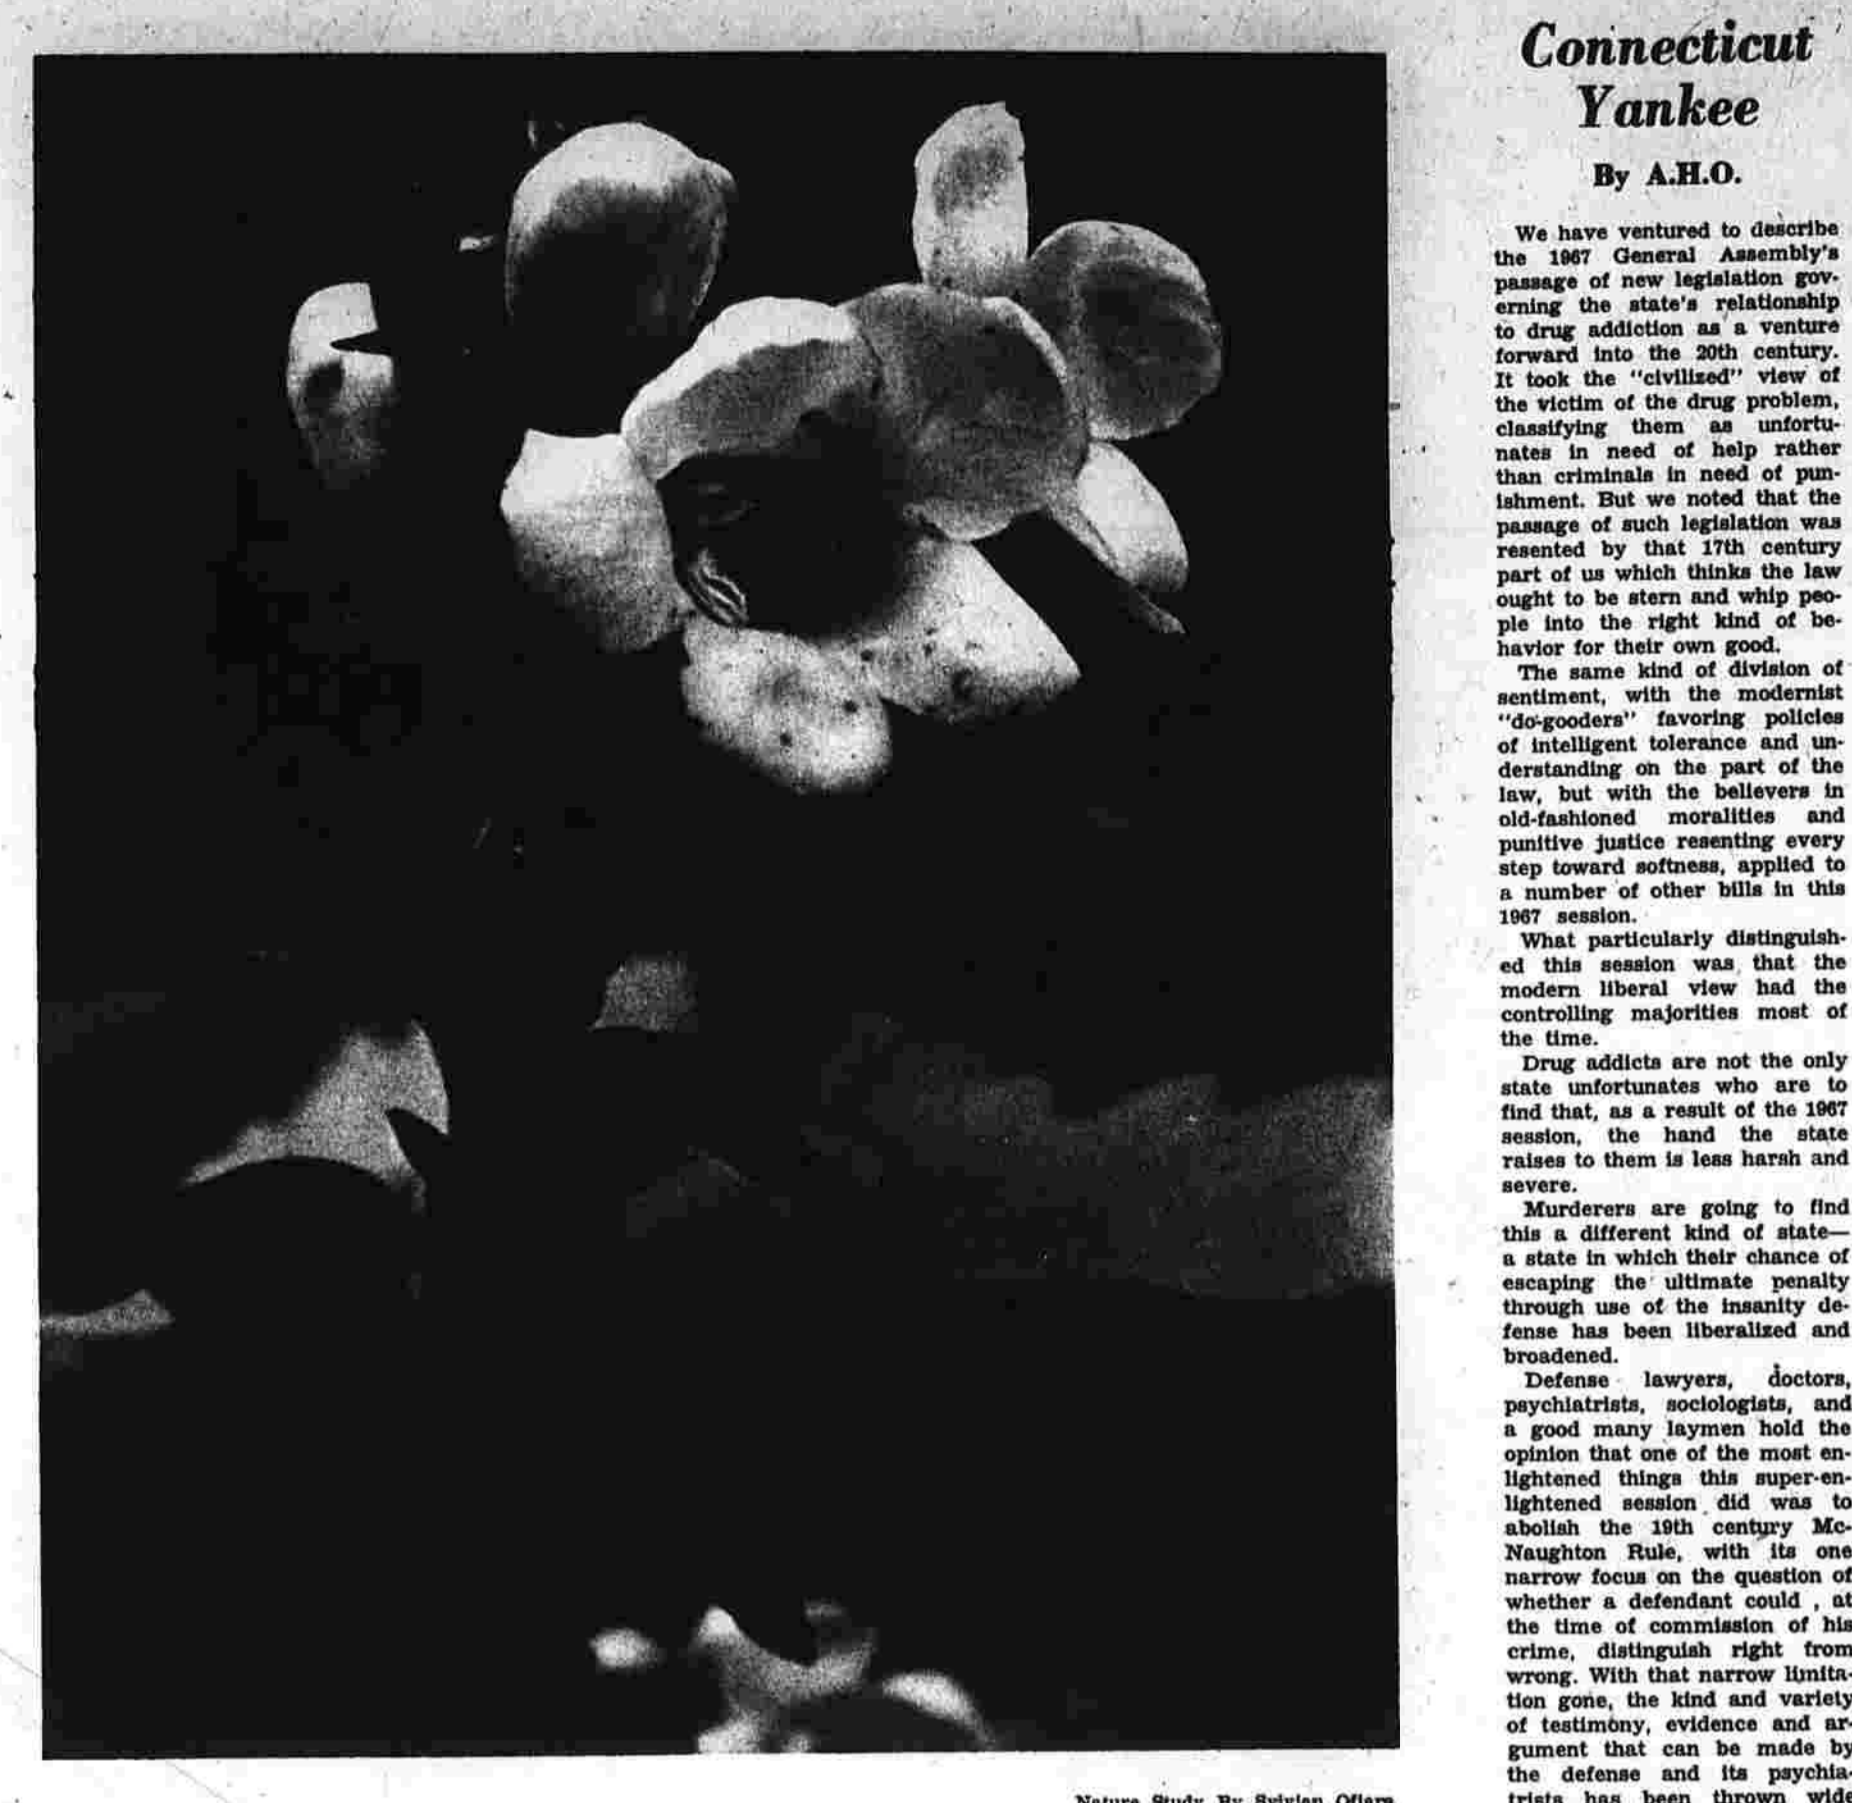 Connecticut
Yankee
By A.H.O.
We have ventured to describe
the 1967 General Assembly's
passage of new legislation gov-
erning the state's relationship
to drug addiction as a venture
forward into the 20th century.
It took the "civilized" view of
the victim of the drug problem,
classifying them as unfortu-
nates in need of help rather
than criminals in need of pun-
ishment. But we noted that the
passage of such legislation was
resented by that 17th century
part of us which thinks the law
ought to be stern and whip peo-
ple into the right kind of be-
havior for their own good.
The same kind of division of
sentiment, with the modernist
"do-gooders" favoring policies
of intelligent tolerance and un-
derstanding on the part of the
law, but with the believers in
old-fashioned moralities and
punitive justice resenting every
step toward softness, applied to
a number of other bills in this
1967 session.
What particularly distinguish-
ed this session was that the
modern liberal view had the
controlling majorities most of
the time.
Drug addicts are not the only
state unfortunates who are to
find that, as a result of the 1967
session, the hand the state
raises to them is less harsh and
severe.
Murderers are going to find
this a different kind of state—
a state in which their chance of
escaping the ultimate penalty
through use of the insanity de-
fense has been liberalized and
broadened.
Defense lawyers, doctors,
psychiatrists, sociologists, and
a good many laymen hold the
opinion that one of the most en-
lightened things this super-en-
lightened session did was to
abolish the 19th century Mc-
Naughton Rule, with its one
narrow focus on the question of
whether a defendant could , at
the time of commission of his
crime, distinguish right from
wrong. With that narrow limita-
tion gone, the kind and variety
of testimony, evidence and ar-
gument that can be made by
the defense and its psychia-
trists has been thrown wide
Nature Study By Sylvian Ofiara